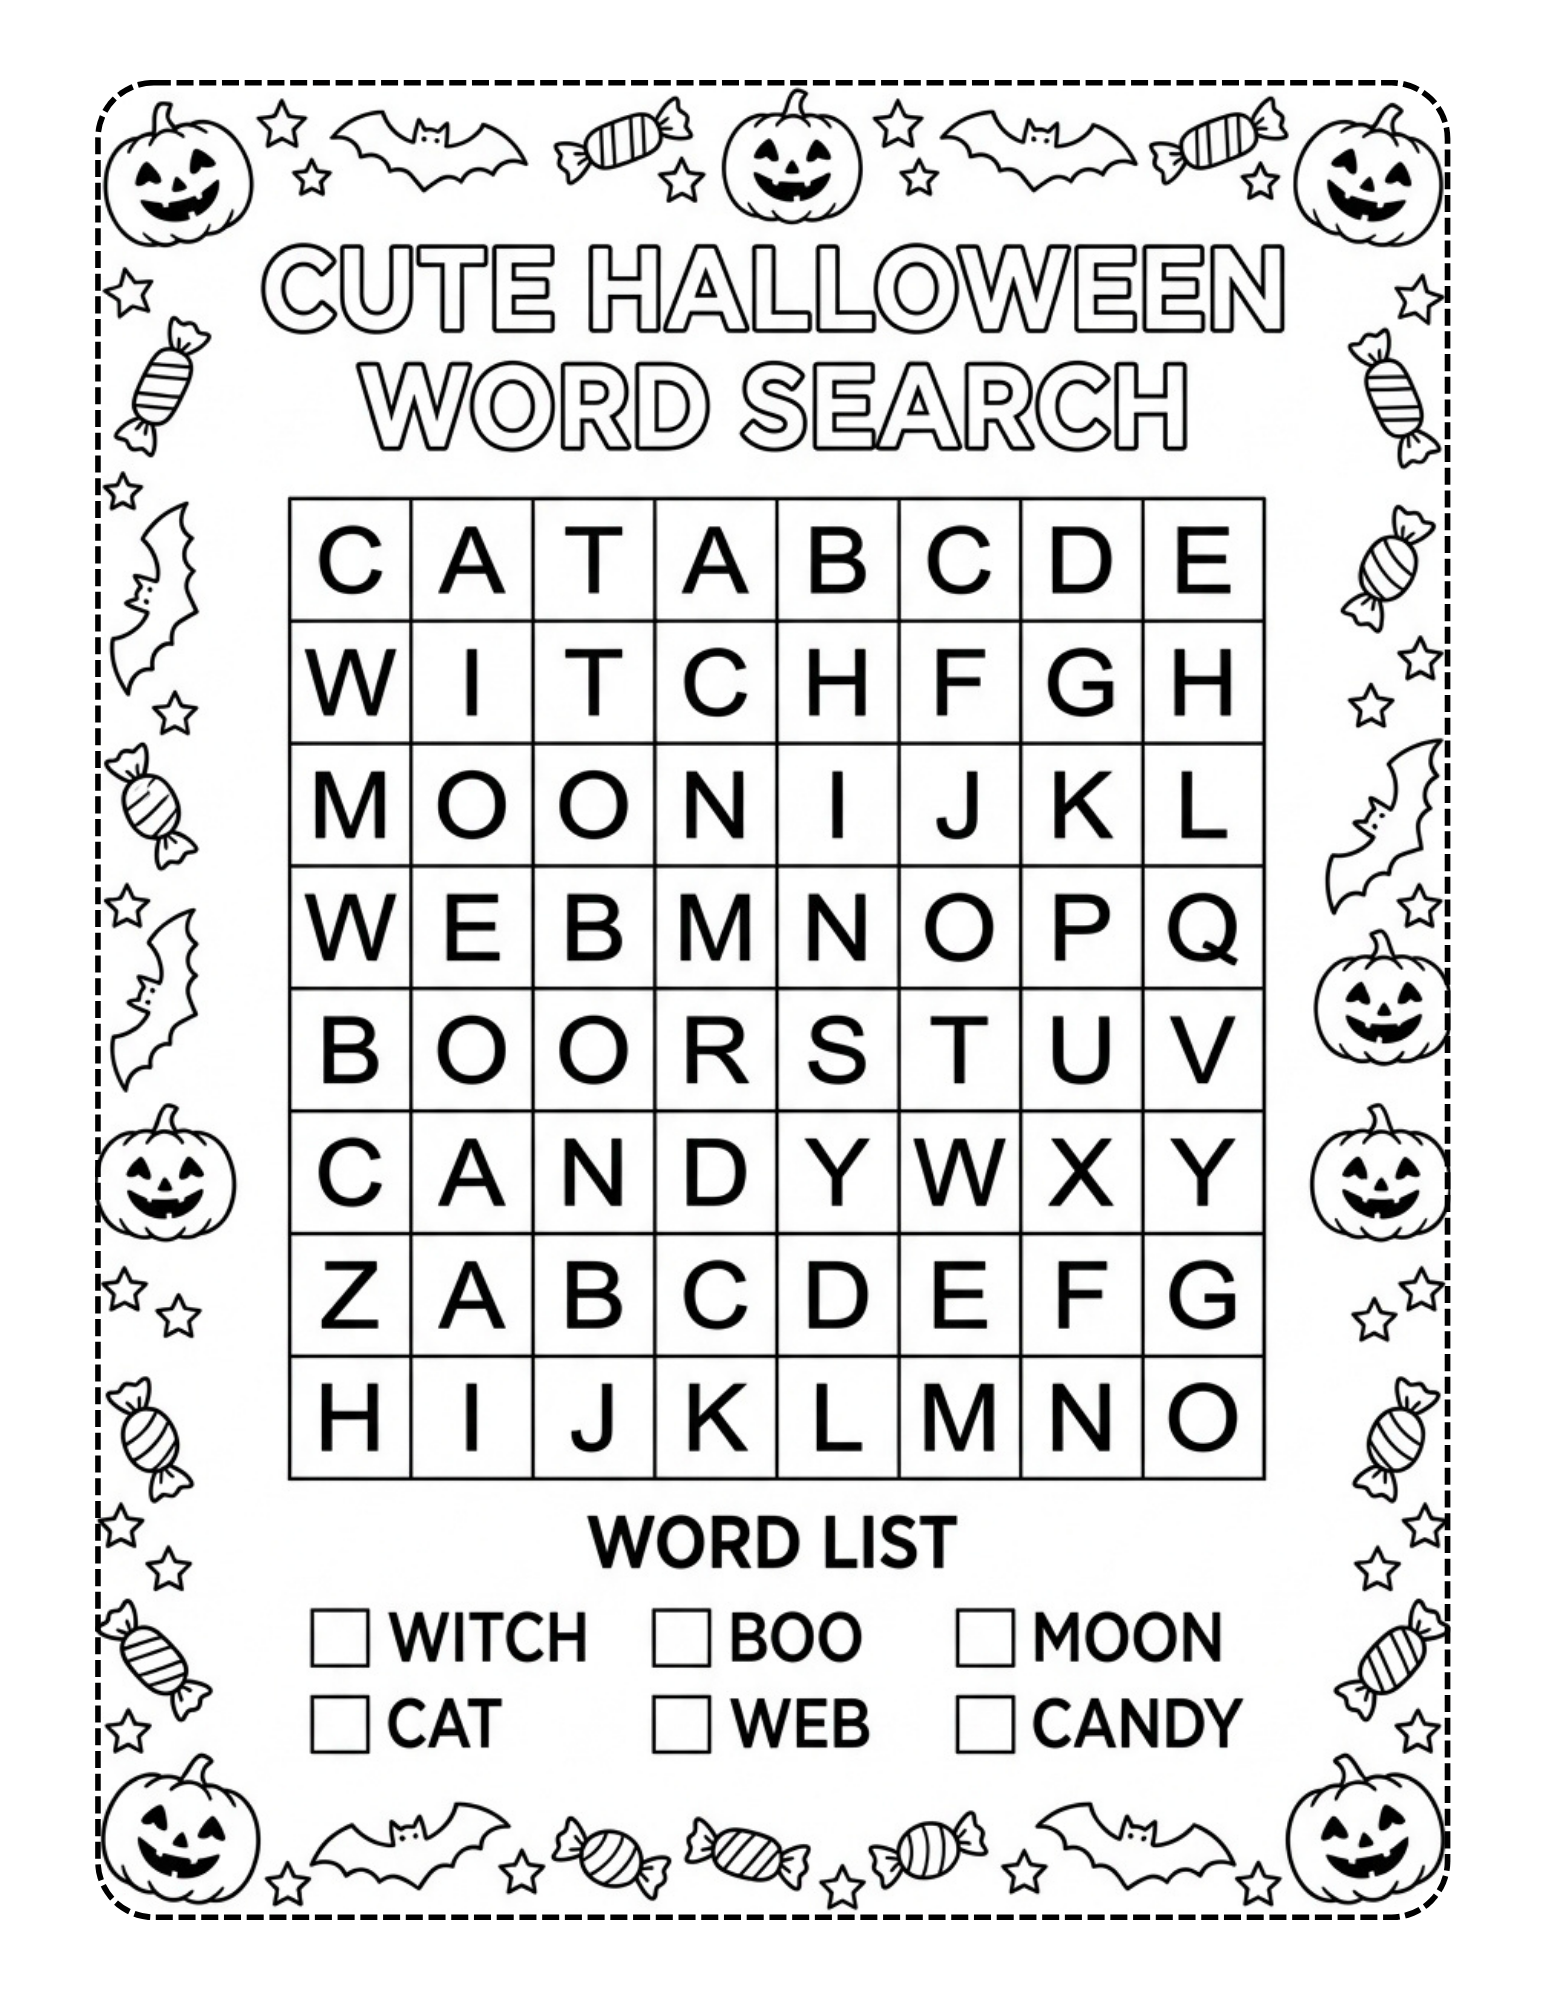 CUTE HALLOWEEN
WORD SEARCH
C A T A B C D E
W I T C H F G H
M O O N I J K L
W E B M N O P Q
B O O R S T U V
C A N D Y W X Y
Z A B C D E F G
H I J K L M N O
WORD LIST
WITCH BOO MOON
CAT WEB CANDY